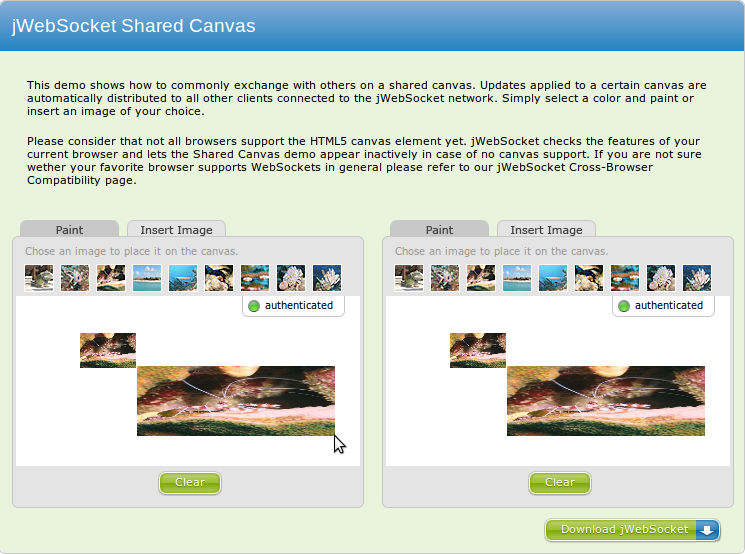 jWebSocket Shared Canvas
This demo shows how to commonly exchange with others on a shared canvas. Updates applied to a certain canvas are
automatically distributed to all other clients connected to the jWebSocket network. Simply select a color and paint or
insert an image of your choice.
Please consider that not all browsers support the HTML5 canvas element yet. jWebSocket checks the features of your
current browser and lets the Shared Canvas demo appear inactively in case of no canvas support. If you are not sure
wether your favorite browser supports WebSockets in general please refer to our jWebSocket Cross-Browser
Compatibility page.
Paint Insert Image
Chose an image to place it on the canvas.
authenticated
Clear
Paint Insert Image
Chose an image to place it on the canvas.
authenticated
Clear
Download jWebSocket